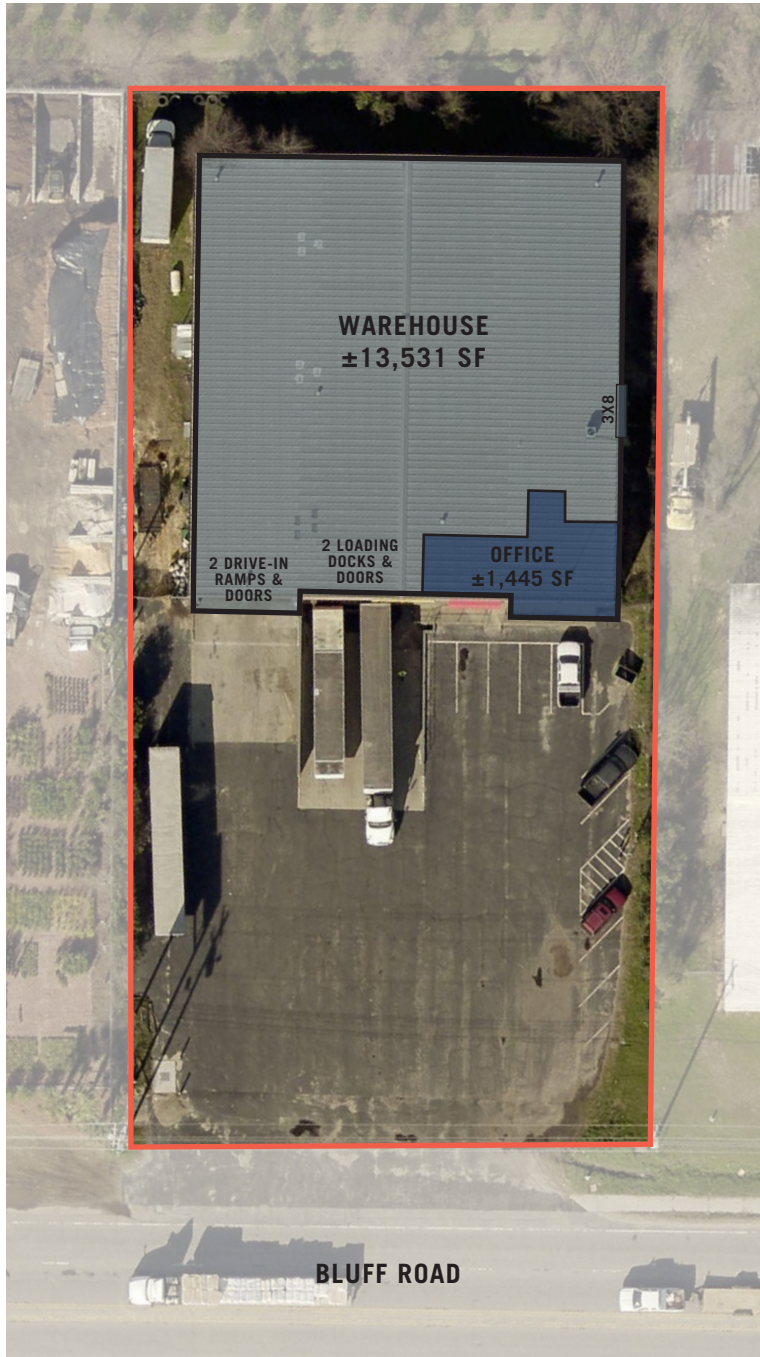 WAREHOUSE
±13,531 SF
3X8
2 LOADING
DOCKS &
DOORS
2 DRIVE-IN
RAMPS &
DOORS
OFFICE
±1,445 SF
BLUFF ROAD